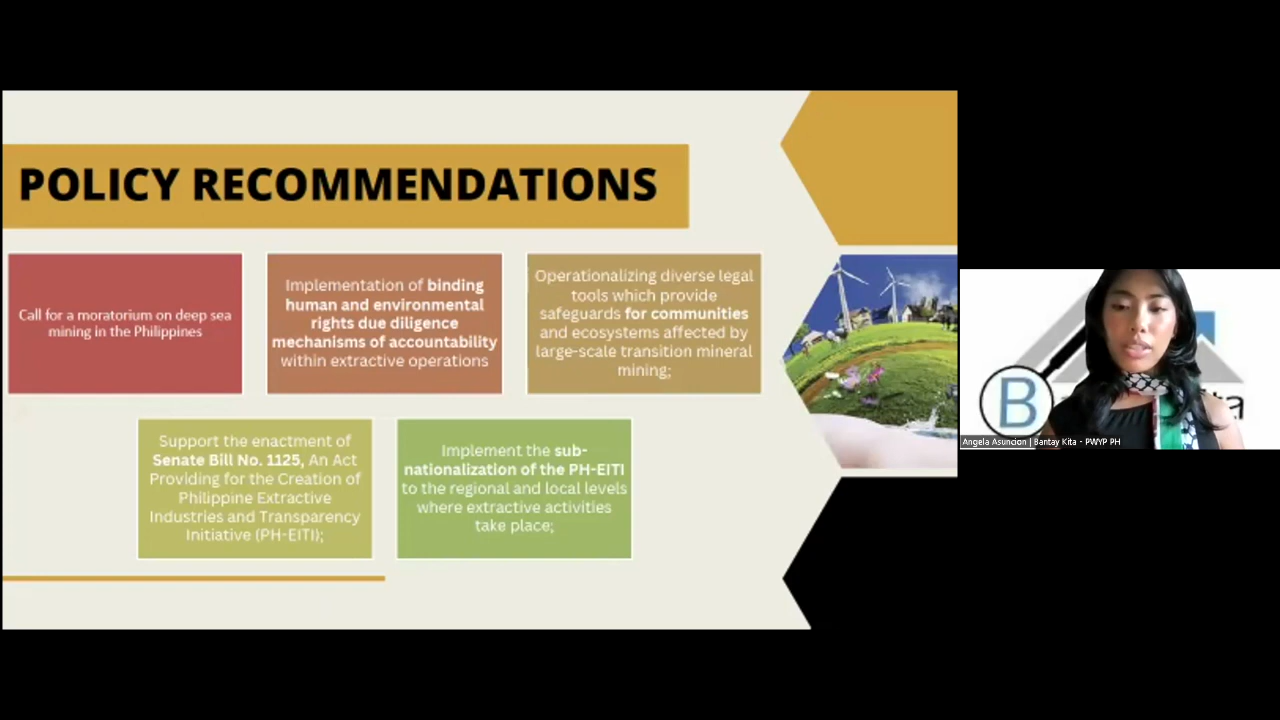 POLICY RECOMMENDATIONS
Call for a moratorium on deep sea
mining in the Philippines
Implementation of binding
human and environmental
rights due diligence
mechanisms of accountability
within extractive operations
Operationalizing diverse legal
tools which provide
safeguards for communities
and ecosystems affected by
large-scale transition mineral
mining;
Support the enactment of
Senate Bill No. 1125, An Act
Providing for the Creation of
Philippine Extractive
Industries and Transparency
Initiative (PH-EITI);
Implement the sub-
nationalization of the PH-EITI
to the regional and local levels
where extractive activities
take place;
B
Angela Asuncion | Bantay Kita - PWYP PH